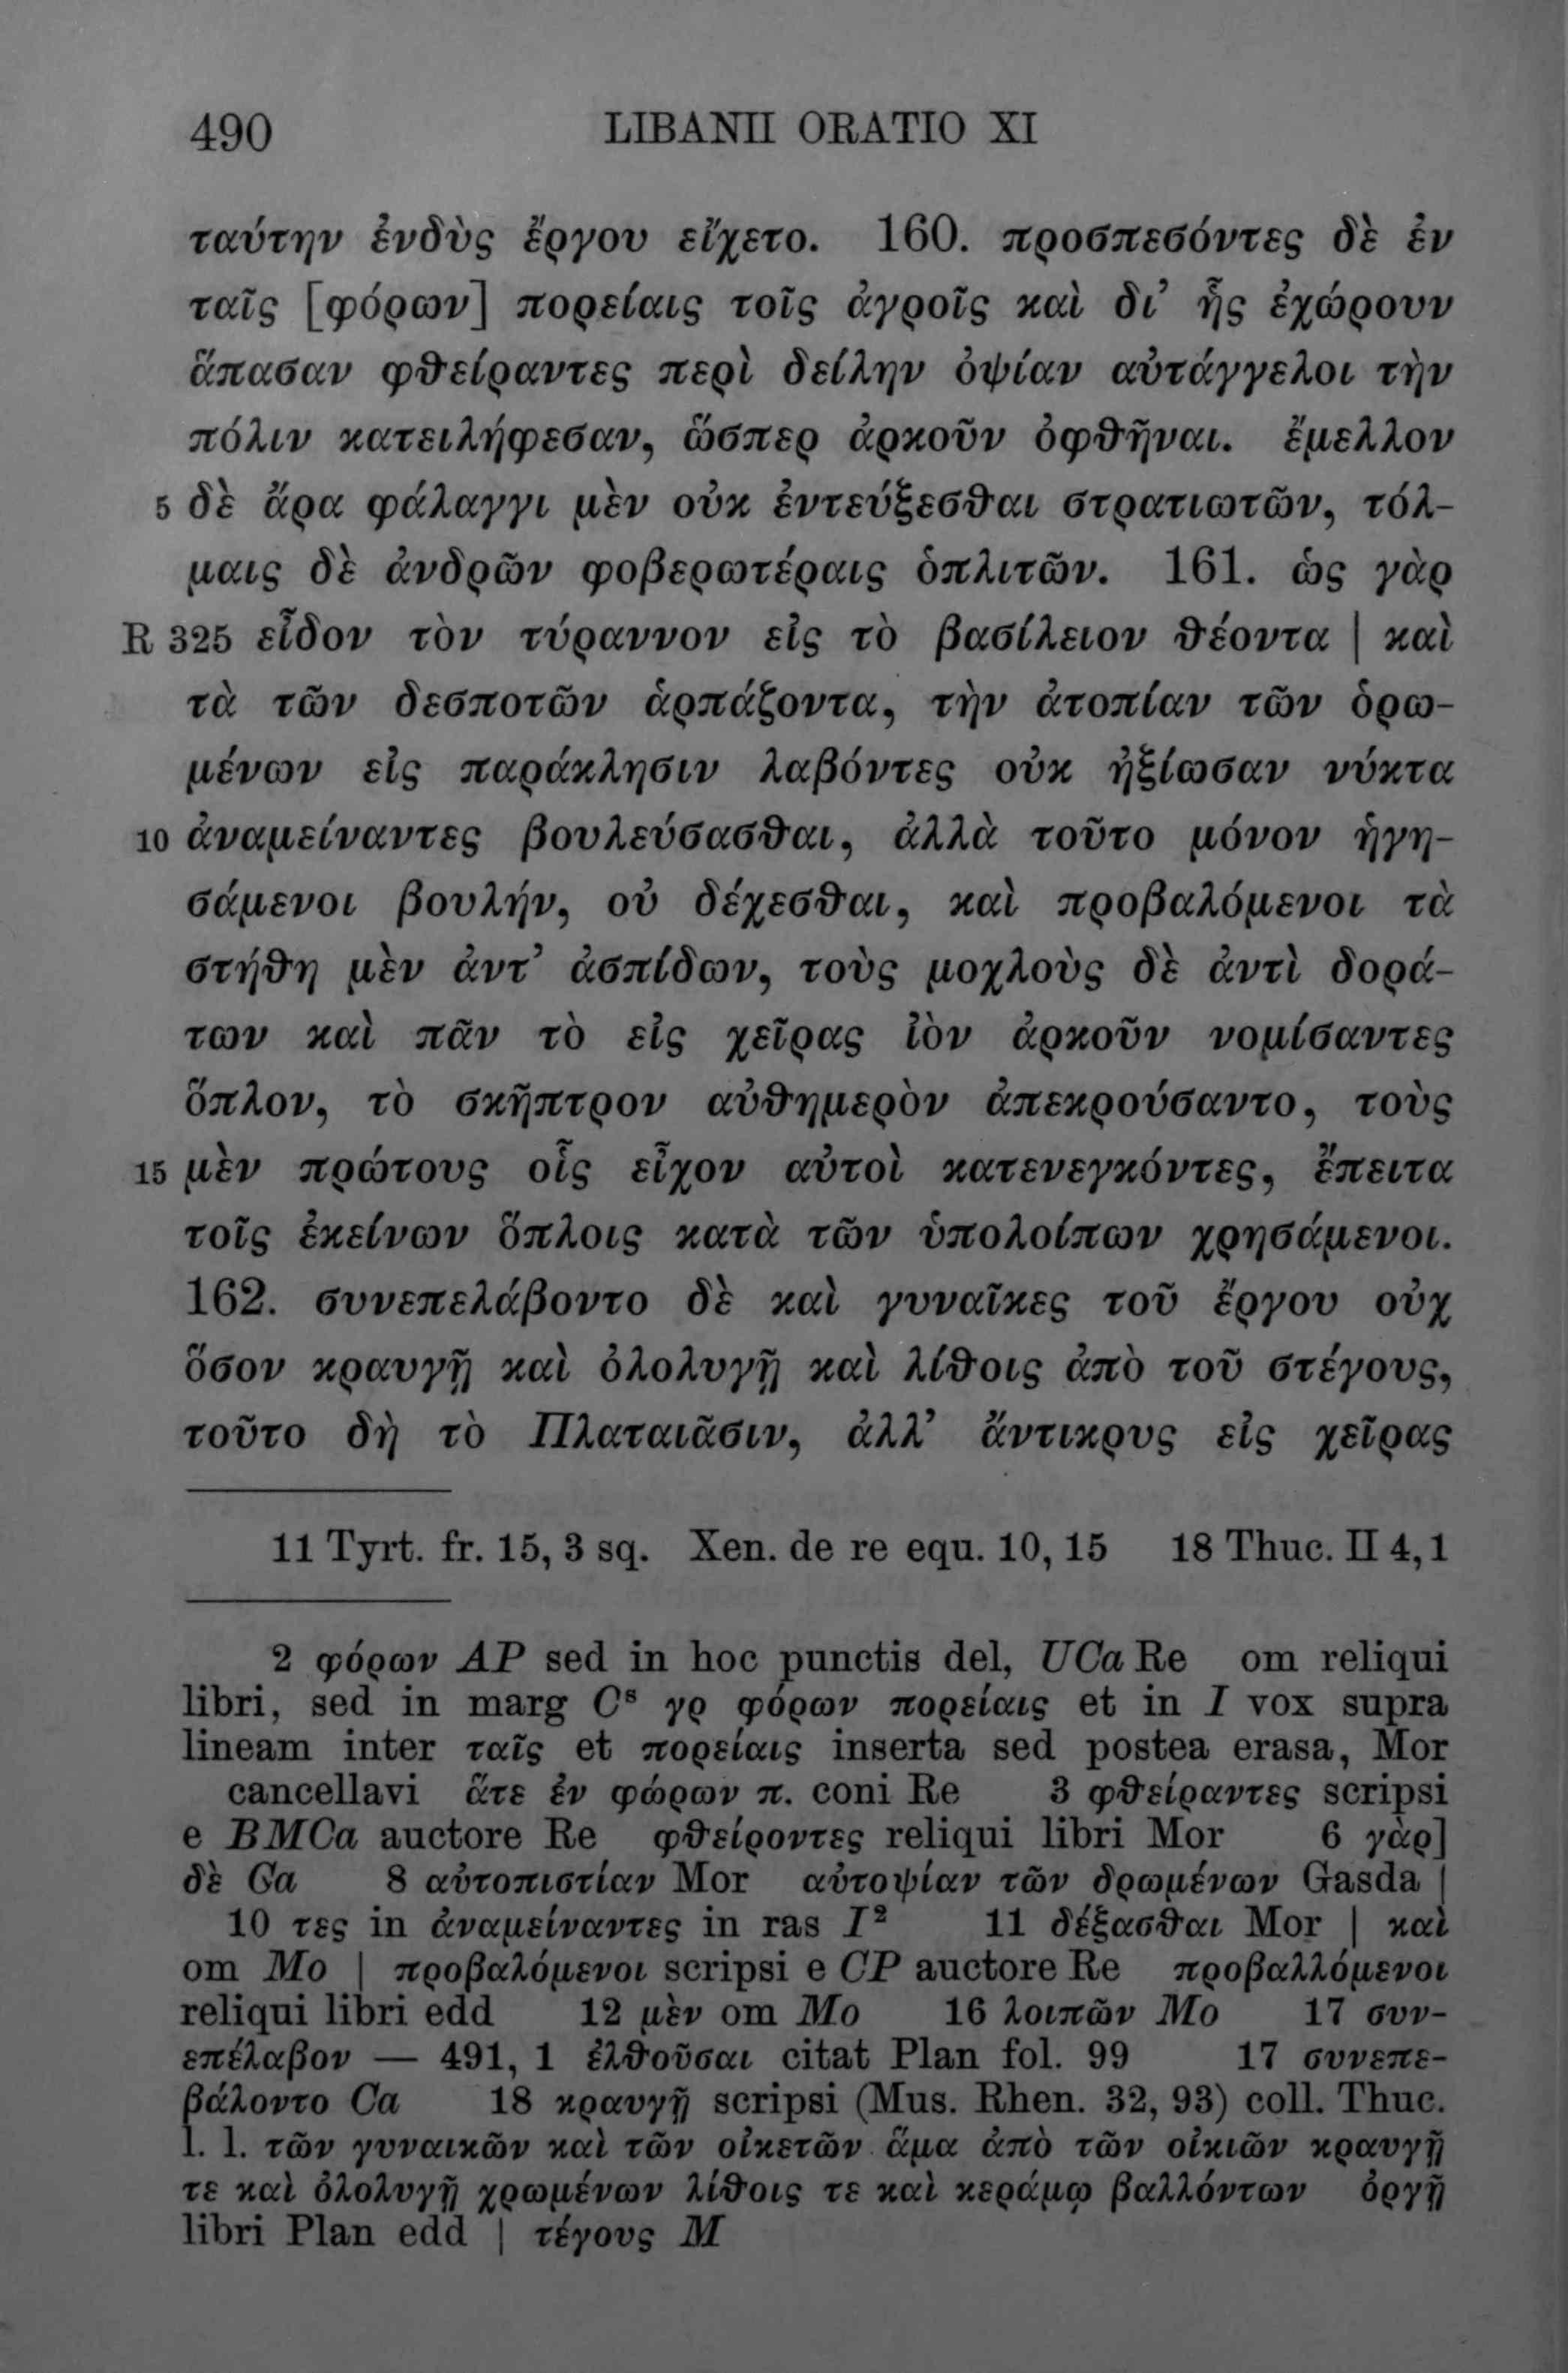 490 LIBANII ORATIO XI
ταύτην ἐνδὺς ἔργου εἴχετο. 160. προσπεσόντες δὲ ἐν
ταῖς [φόρων] πορείαις τοῖς ἀγροῖς καὶ δι’ ἧς ἐχώρουν
ἅπασαν φθείραντες περὶ δείλην ὀψίαν αὐτάγγελοι τὴν
πόλιν κατειλήφεσαν, ὥσπερ ἀρκοῦν ὀφθῆναι. ἔμελλον
5 δὲ ἄρα φάλαγγι μὲν οὐκ ἐντεύξεσθαι στρατιωτῶν, τόλ-
μαις δὲ ἀνδρῶν φοβερωτέραις ὁπλιτῶν. 161. ὡς γὰρ
R 325 εἶδον τὸν τύραννον εἰς τὸ βασίλειον θέοντα | καὶ
τὰ τῶν δεσποτῶν ἁρπάζοντα, τὴν ἀτοπίαν τῶν ὁρω-
μένων εἰς παράκλησιν λαβόντες οὐκ ἠξίωσαν νύκτα
10 ἀναμείναντες βουλεύσασθαι, ἀλλὰ τοῦτο μόνον ἡγη-
σάμενοι βουλήν, οὐ δέχεσθαι, καὶ προβαλόμενοι τὰ
στήθη μὲν ἀντ’ ἀσπίδων, τοὺς μοχλοὺς δὲ ἀντὶ δορά-
των καὶ πᾶν τὸ εἰς χεῖρας ἰὸν ἀρκοῦν νομίσαντες
ὅπλον, τὸ σκῆπτρον αὐθημερὸν ἀπεκρούσαντο, τοὺς
15 μὲν πρώτους οἷς εἶχον αὐτοὶ κατενεγκόντες, ἔπειτα
τοῖς ἐκείνων ὅπλοις κατὰ τῶν ὑπολοίπων χρησάμενοι.
162. συνεπελάβοντο δὲ καὶ γυναῖκες τοῦ ἔργου οὐχ
ὅσον κραυγῇ καὶ ὀλολυγῇ καὶ λίθοις ἀπὸ τοῦ στέγους,
τοῦτο δὴ τὸ Πλαταιᾶσιν, ἀλλ’ ἄντικρυς εἰς χεῖρας
11 Tyrt. fr. 15, 3 sq. Xen. de re equ. 10, 15 18 Thuc. II 4, 1
2 φόρων AP sed in hoc punctis del, UCa Re om reliqui
libri, sed in marg Cˢ γρ φόρων πορείαις et in I vox supra
lineam inter ταῖς et πορείαις inserta sed postea erasa, Mor
cancellavi ἅτε ἐν φώρων π. coni Re 3 φθείραντες scripsi
e BMCa auctore Re φθείροντες reliqui libri Mor 6 γὰρ]
δὲ Ca 8 αὐτοπιστίαν Mor αὐτοψίαν τῶν δρωμένων Gasda |
10 τες in ἀναμείναντες in ras I² 11 δέξασθαι Mor | καὶ
om Mo | προβαλόμενοι scripsi e CP auctore Re προβαλλόμενοι
reliqui libri edd 12 μὲν om Mo 16 λοιπῶν Mo 17 συν-
επέλαβον — 491, 1 ἐλθοῦσαι citat Plan fol. 99 17 συνεπε-
βάλοντο Ca 18 κραυγῇ scripsi (Mus. Rhen. 32, 93) coll. Thuc.
l. l. τῶν γυναικῶν καὶ τῶν οἰκετῶν ἅμα ἀπὸ τῶν οἰκιῶν κραυγῇ
τε καὶ ὀλολυγῇ χρωμένων λίθοις τε καὶ κεράμῳ βαλλόντων ὀργῇ
libri Plan edd | τέγους M